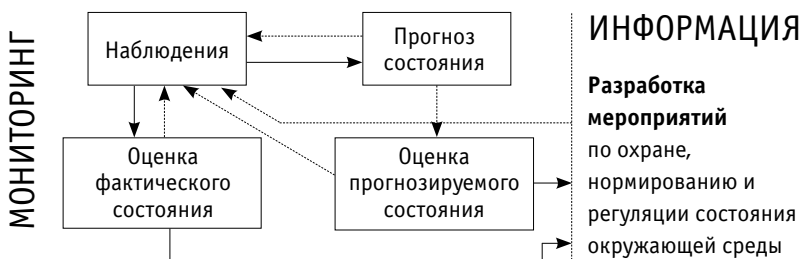 МОНИТОРИНГ
Наблюдения
Прогноз
состояния
Оценка
фактического
состояния
Оценка
прогнозируемого
состояния
ИНФОРМАЦИЯ
Разработка
мероприятий
по охране,
нормированию и
регуляции состояния
окружающей среды